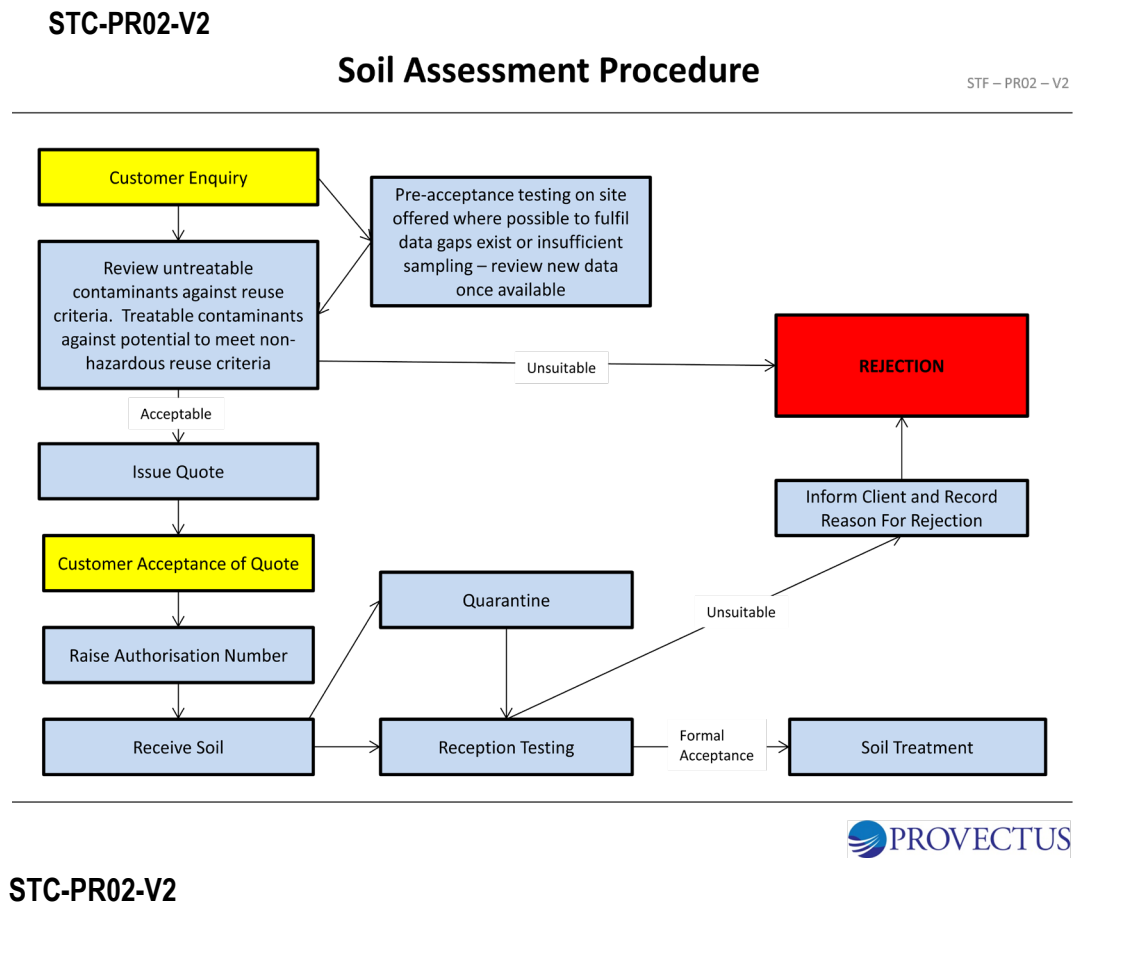 STC-PR02-V2
Soil Assessment Procedure
STF – PR02 – V2
Customer Enquiry
Pre-acceptance testing on site
offered where possible to fulfil
data gaps exist or insufficient
sampling – review new data
once available
Review untreatable
contaminants against reuse
criteria.  Treatable contaminants
against potential to meet non-
hazardous reuse criteria
Unsuitable
REJECTION
Acceptable
Issue Quote
Inform Client and Record
Reason For Rejection
Customer Acceptance of Quote
Quarantine
Unsuitable
Raise Authorisation Number
Receive Soil
Reception Testing
Formal
Acceptance
Soil Treatment
PROVECTUS
STC-PR02-V2